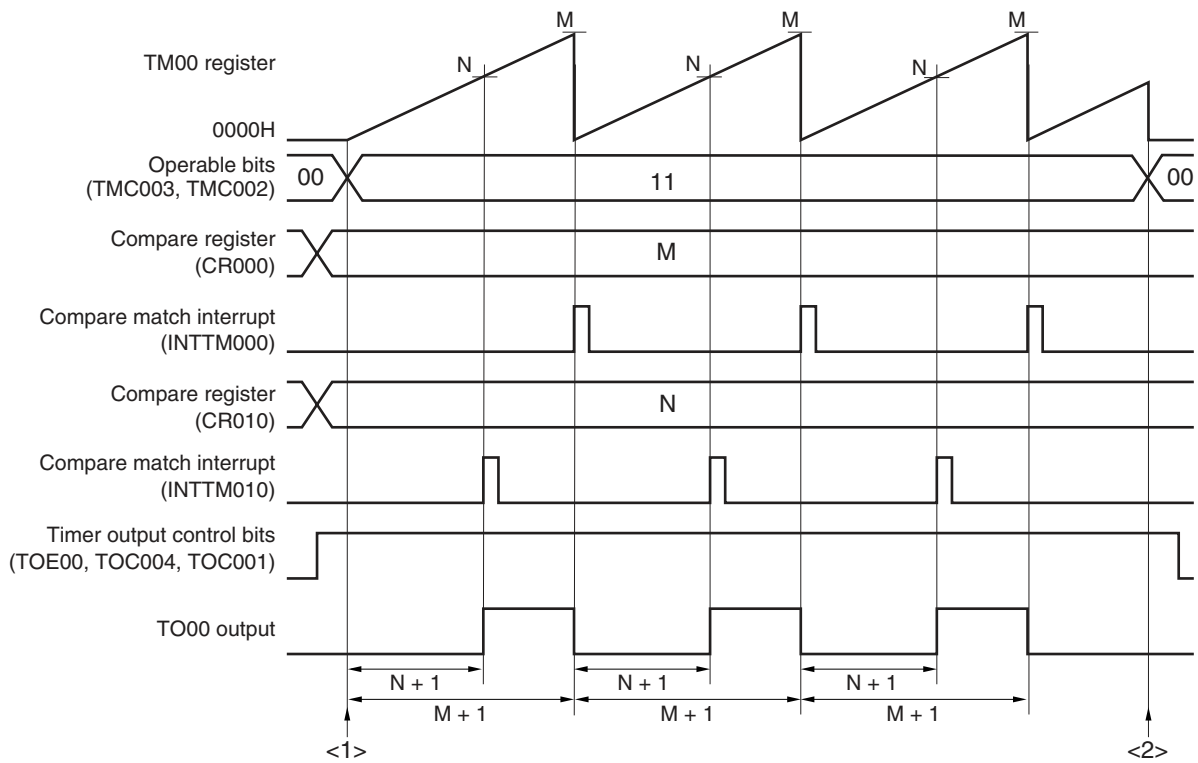 M M M
TM00 register
N N N
0000H
Operable bits
(TMC003, TMC002)
00 11 00
Compare register
(CR000)
M
Compare match interrupt
(INTTM000)
Compare register
(CR010)
N
Compare match interrupt
(INTTM010)
Timer output control bits
(TOE00, TOC004, TOC001)
TO00 output
N + 1 N + 1 N + 1
M + 1 M + 1 M + 1
<1> <2>